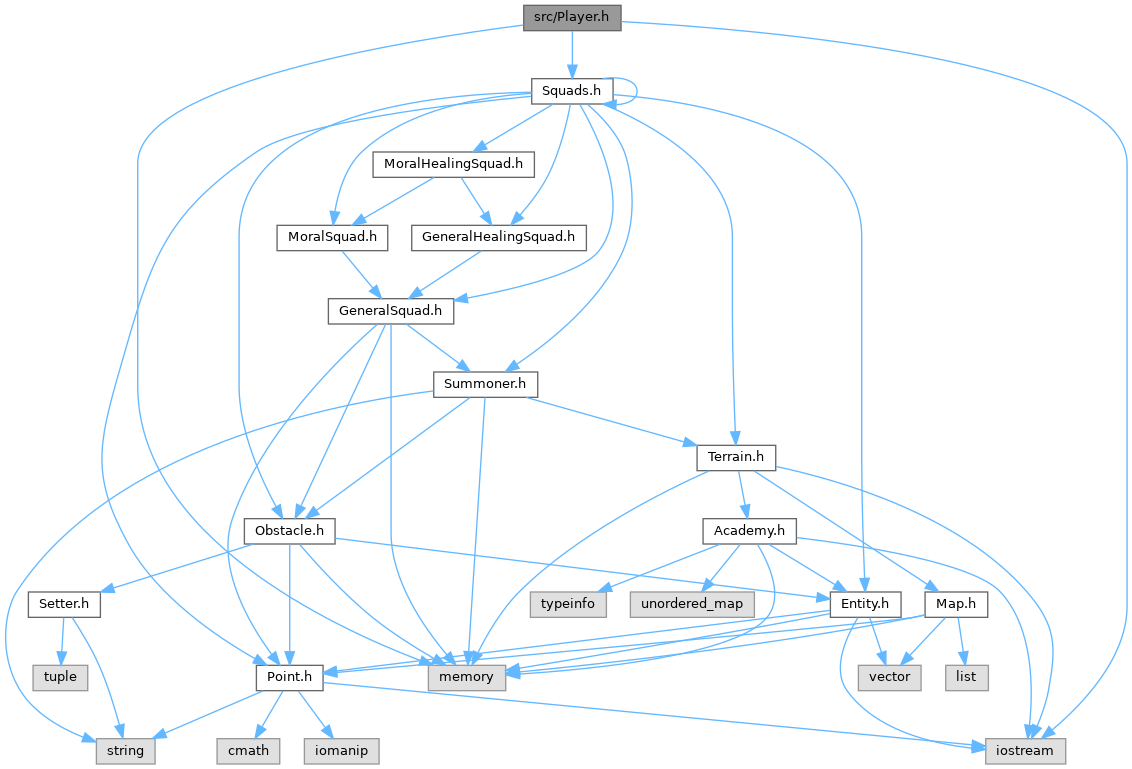 src/Player.h
Squads.h
MoralHealingSquad.h
MoralSquad.h
GeneralHealingSquad.h
GeneralSquad.h
Summoner.h
Terrain.h
Obstacle.h
Academy.h
Setter.h
typeinfo
unordered_map
Entity.h
Map.h
tuple
Point.h
memory
vector
list
string
cmath
iomanip
iostream